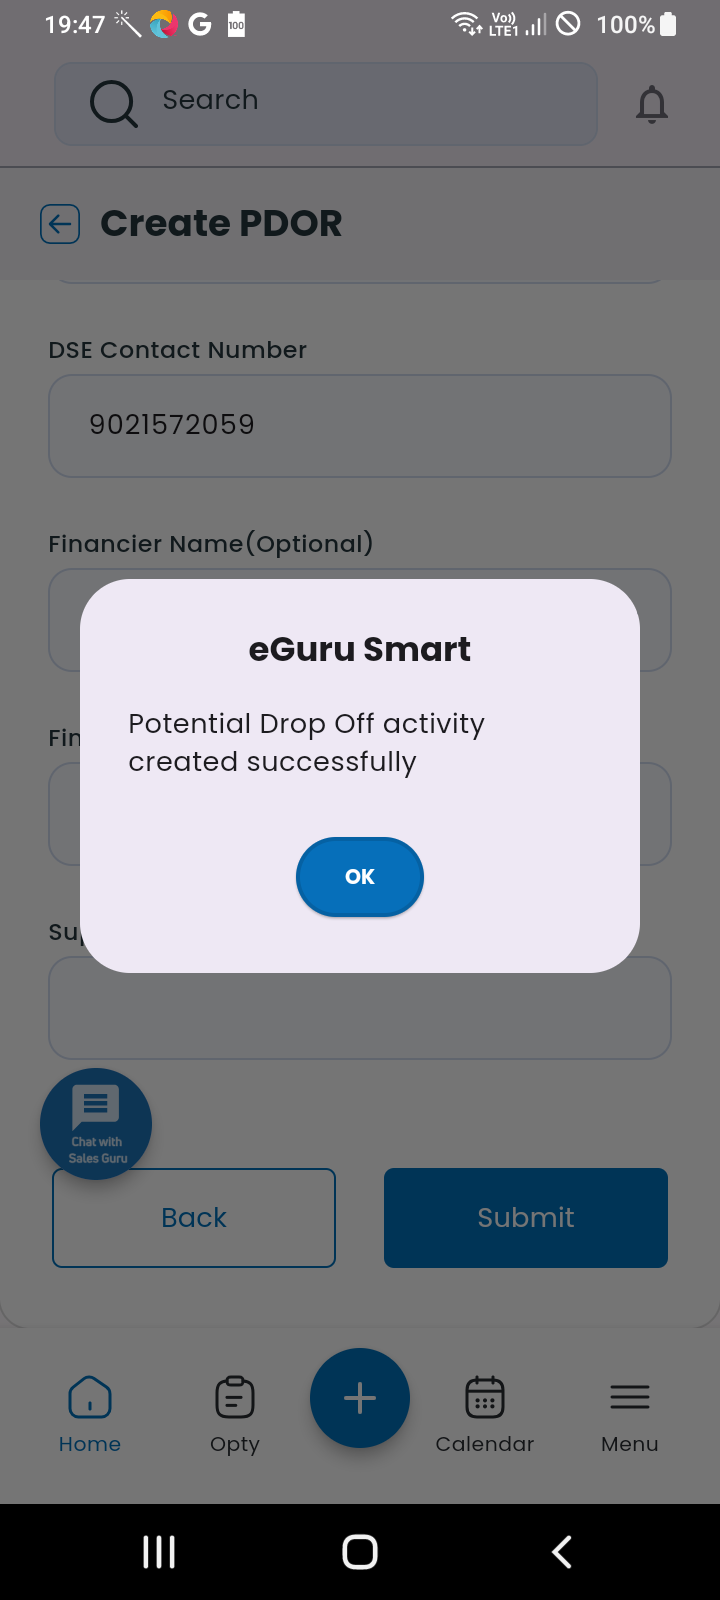 19:47
100
Vo))
LTE1
100%
Search
Create PDOR
DSE Contact Number
9021572059
Financier Name(Optional)
eGuru Smart
Fin
Potential Drop Off activity
created successfully
OK
Sup
Chat with
Sales Guru
Back
Submit
Home
Opty
Calendar
Menu